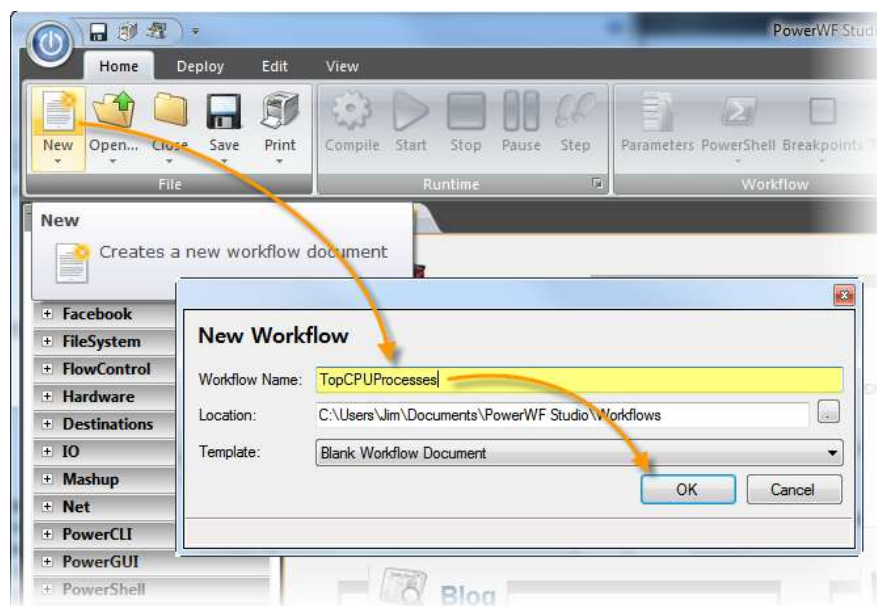 PowerWF Stud
Home Deploy Edit View
New Open... Close Save Print Compile Start Stop Pause Step Parameters PowerShell Breakpoints
File Runtime Workflow
New
Creates a new workflow document
Facebook
FileSystem
FlowControl
Hardware
Destinations
IO
Mashup
Net
PowerCLI
PowerGUI
PowerShell
New Workflow
Workflow Name: TopCPUProcesses
Location: C:\Users\Jim\Documents\PowerWF Studio\Workflows
Template: Blank Workflow Document
OK Cancel
Blog